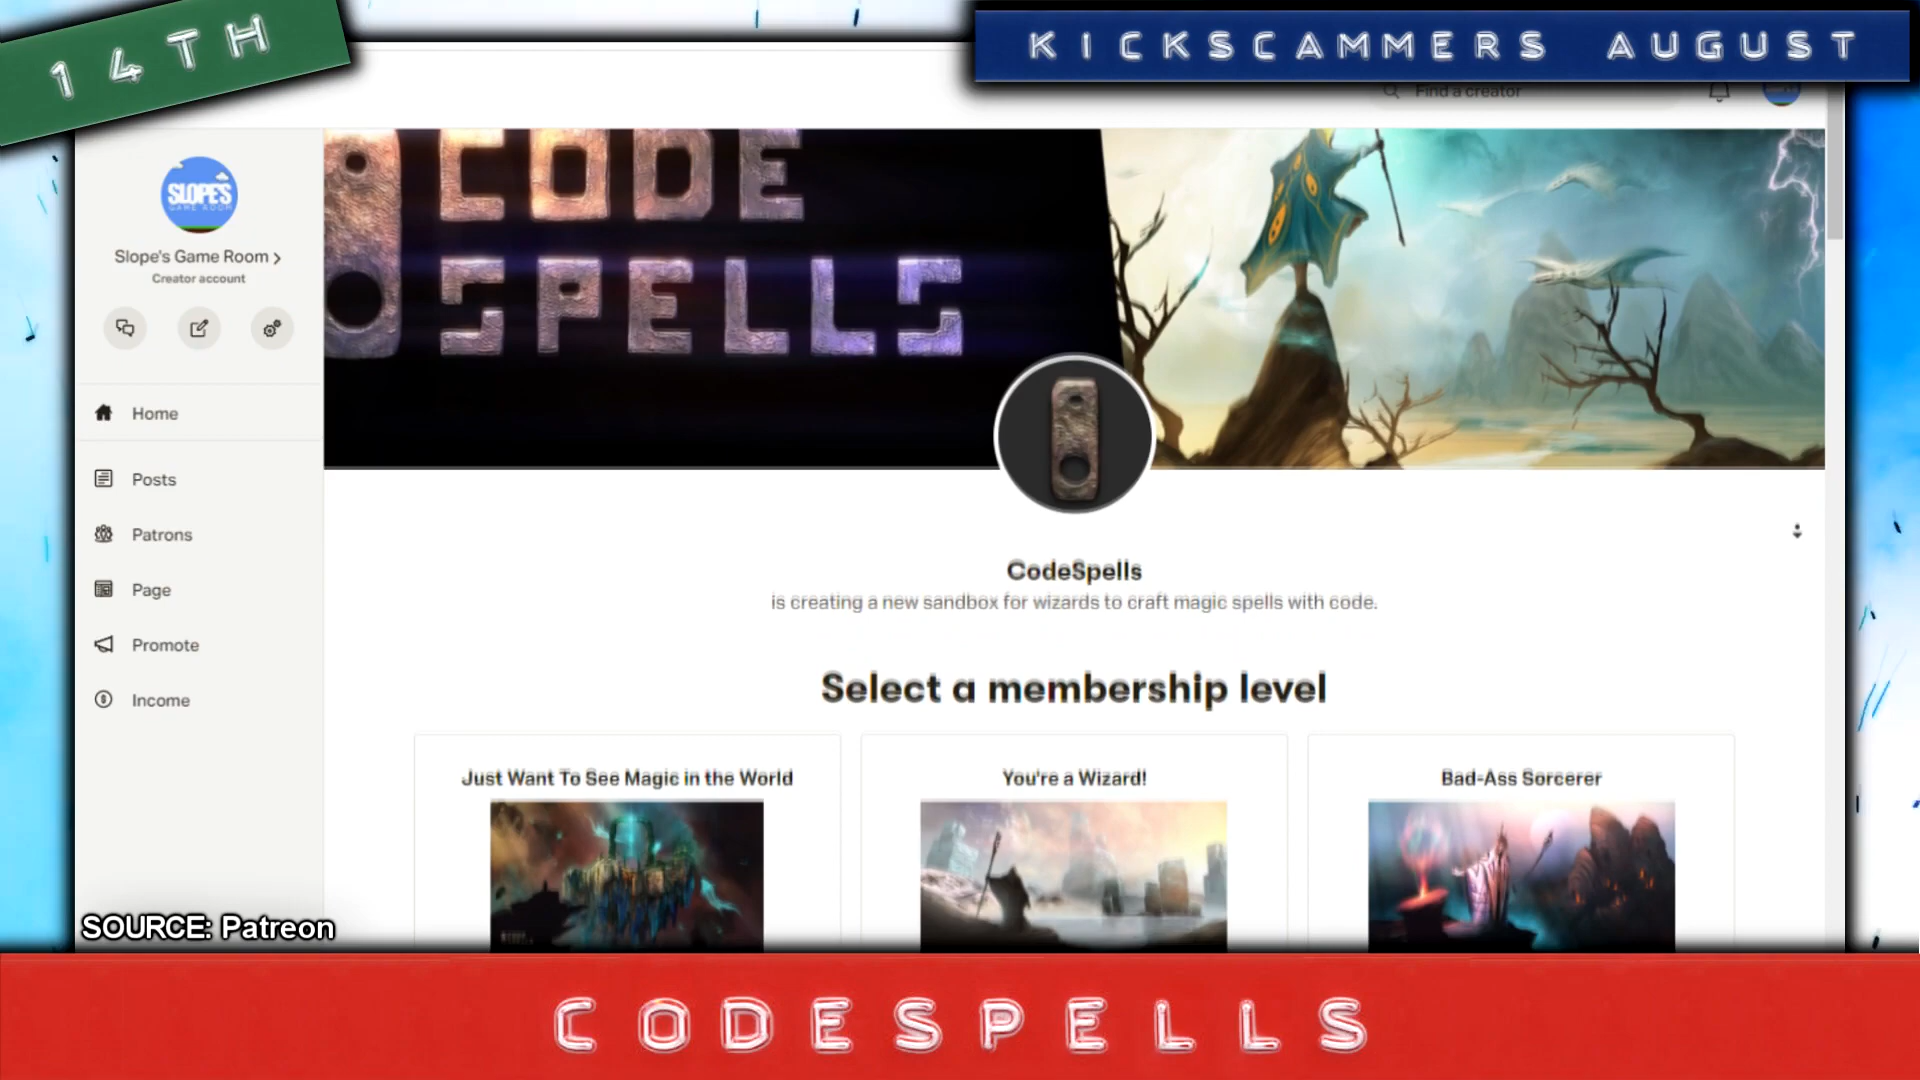 14TH
KICKSCAMMERS AUGUST
Find a creator
CODE
SPELLS
SLOPE'S
GAME ROOM
Slope's Game Room
Creator account
Home
Posts
Patrons
Page
Promote
Income
CodeSpells
is creating a new sandbox for wizards to craft magic spells with code.
Select a membership level
Just Want To See Magic in the World
You're a Wizard!
Bad-Ass Sorcerer
SOURCE: Patreon
CODESPELLS